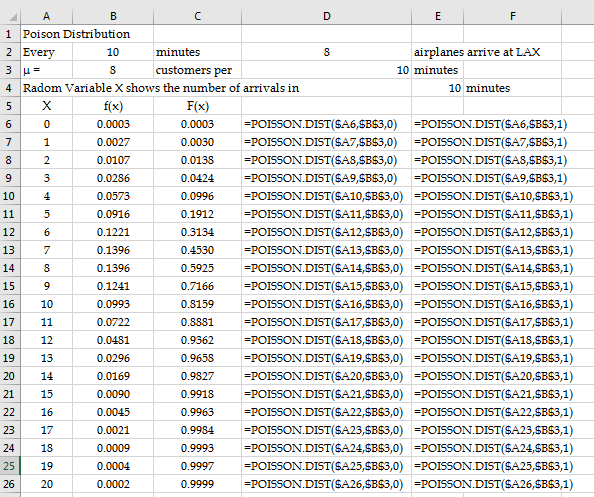 A B C D E F
1 Poison Distribution
2 Every 10 minutes 8 airplanes arrive at LAX
3 μ = 8 customers per 10 minutes
4 Radom Variable X shows the number of arrivals in 10 minutes
5 X f(x) F(x)
6 0 0.0003 0.0003 =POISSON.DIST($A6,$B$3,0) =POISSON.DIST($A6,$B$3,1)
7 1 0.0027 0.0030 =POISSON.DIST($A7,$B$3,0) =POISSON.DIST($A7,$B$3,1)
8 2 0.0107 0.0138 =POISSON.DIST($A8,$B$3,0) =POISSON.DIST($A8,$B$3,1)
9 3 0.0286 0.0424 =POISSON.DIST($A9,$B$3,0) =POISSON.DIST($A9,$B$3,1)
10 4 0.0573 0.0996 =POISSON.DIST($A10,$B$3,0) =POISSON.DIST($A10,$B$3,1)
11 5 0.0916 0.1912 =POISSON.DIST($A11,$B$3,0) =POISSON.DIST($A11,$B$3,1)
12 6 0.1221 0.3134 =POISSON.DIST($A12,$B$3,0) =POISSON.DIST($A12,$B$3,1)
13 7 0.1396 0.4530 =POISSON.DIST($A13,$B$3,0) =POISSON.DIST($A13,$B$3,1)
14 8 0.1396 0.5925 =POISSON.DIST($A14,$B$3,0) =POISSON.DIST($A14,$B$3,1)
15 9 0.1241 0.7166 =POISSON.DIST($A15,$B$3,0) =POISSON.DIST($A15,$B$3,1)
16 10 0.0993 0.8159 =POISSON.DIST($A16,$B$3,0) =POISSON.DIST($A16,$B$3,1)
17 11 0.0722 0.8881 =POISSON.DIST($A17,$B$3,0) =POISSON.DIST($A17,$B$3,1)
18 12 0.0481 0.9362 =POISSON.DIST($A18,$B$3,0) =POISSON.DIST($A18,$B$3,1)
19 13 0.0296 0.9658 =POISSON.DIST($A19,$B$3,0) =POISSON.DIST($A19,$B$3,1)
20 14 0.0169 0.9827 =POISSON.DIST($A20,$B$3,0) =POISSON.DIST($A20,$B$3,1)
21 15 0.0090 0.9918 =POISSON.DIST($A21,$B$3,0) =POISSON.DIST($A21,$B$3,1)
22 16 0.0045 0.9963 =POISSON.DIST($A22,$B$3,0) =POISSON.DIST($A22,$B$3,1)
23 17 0.0021 0.9984 =POISSON.DIST($A23,$B$3,0) =POISSON.DIST($A23,$B$3,1)
24 18 0.0009 0.9993 =POISSON.DIST($A24,$B$3,0) =POISSON.DIST($A24,$B$3,1)
25 19 0.0004 0.9997 =POISSON.DIST($A25,$B$3,0) =POISSON.DIST($A25,$B$3,1)
26 20 0.0002 0.9999 =POISSON.DIST($A26,$B$3,0) =POISSON.DIST($A26,$B$3,1)